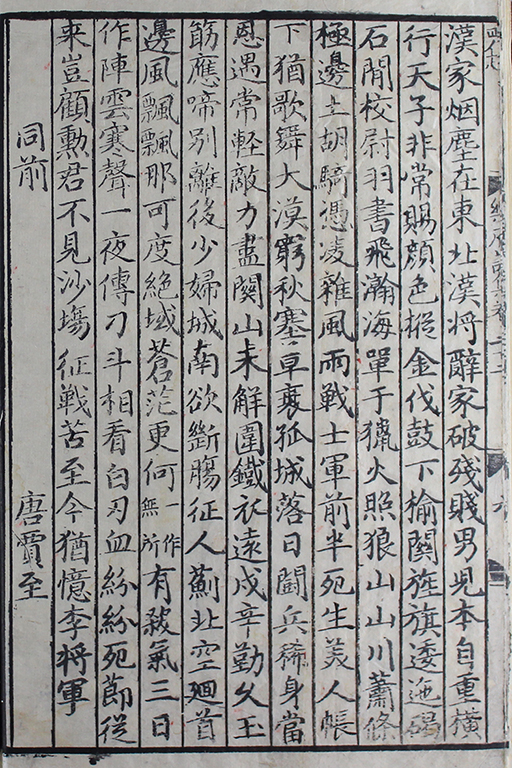 漢家烟塵在東北漢將辭家破殘賊男兒本自重橫
行天子非常賜顔色摐金伐鼓下榆關旌旗逶迤碣
石間校尉羽書飛瀚海單于獵火照狼山山川蕭條
極邊土胡騎憑凌雜風雨戰士軍前半死生美人帳
下猶歌舞大漠窮秋塞草衰孤城落日鬭兵稀身當
恩遇常輕敵力盡關山未解圍鐵衣遠戍辛勤久玉
筯應啼別離後少婦城南欲斷膓征人薊北空廻首
邊風飄飄那可度絶域蒼茫更何一作無所有殺氣三日
作陣雲寒聲一夜傳刁斗相看白刃血紛紛死節從
來豈顧勲君不見沙塲征戰苦至今猶憶李將軍
同前 唐賈至